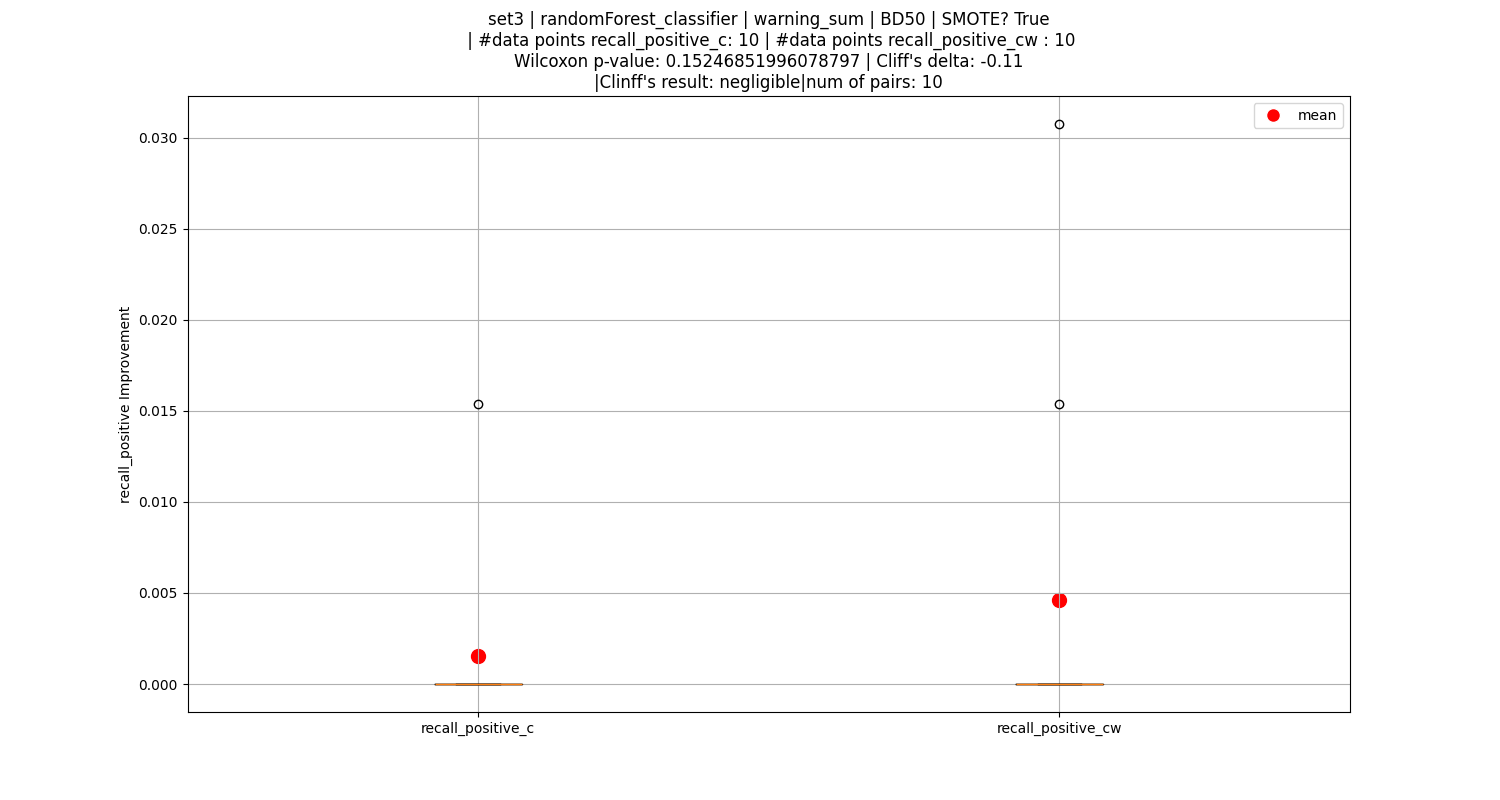 set3 | randomForest_classifier | warning_sum | BD50 | SMOTE? True
| #data points recall_positive_c: 10 | #data points recall_positive_cw : 10
Wilcoxon p-value: 0.15246851996078797 | Cliff's delta: -0.11
|Clinff's result: negligible|num of pairs: 10
mean
0.030
0.025
0.020
0.015
0.010
0.005
0.000
recall_positive Improvement
recall_positive_c
recall_positive_cw